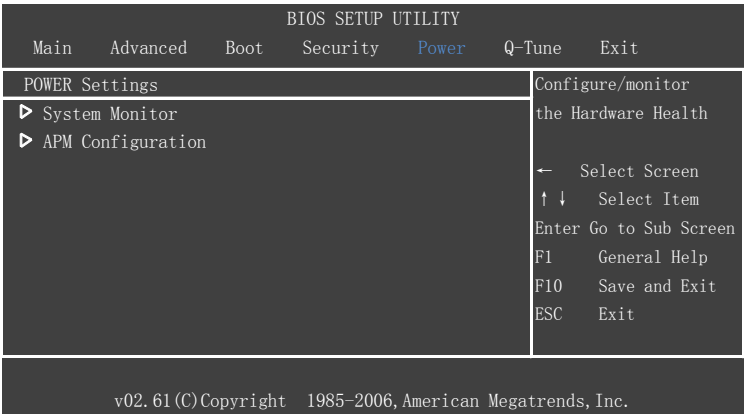 BIOS SETUP UTILITY
Main Advanced Boot Security Power Q-Tune Exit
POWER Settings
System Monitor
APM Configuration
Configure/monitor
the Hardware Health
← Select Screen
↑↓ Select Item
Enter Go to Sub Screen
F1 General Help
F10 Save and Exit
ESC Exit
v02.61(C)Copyright 1985-2006,American Megatrends,Inc.